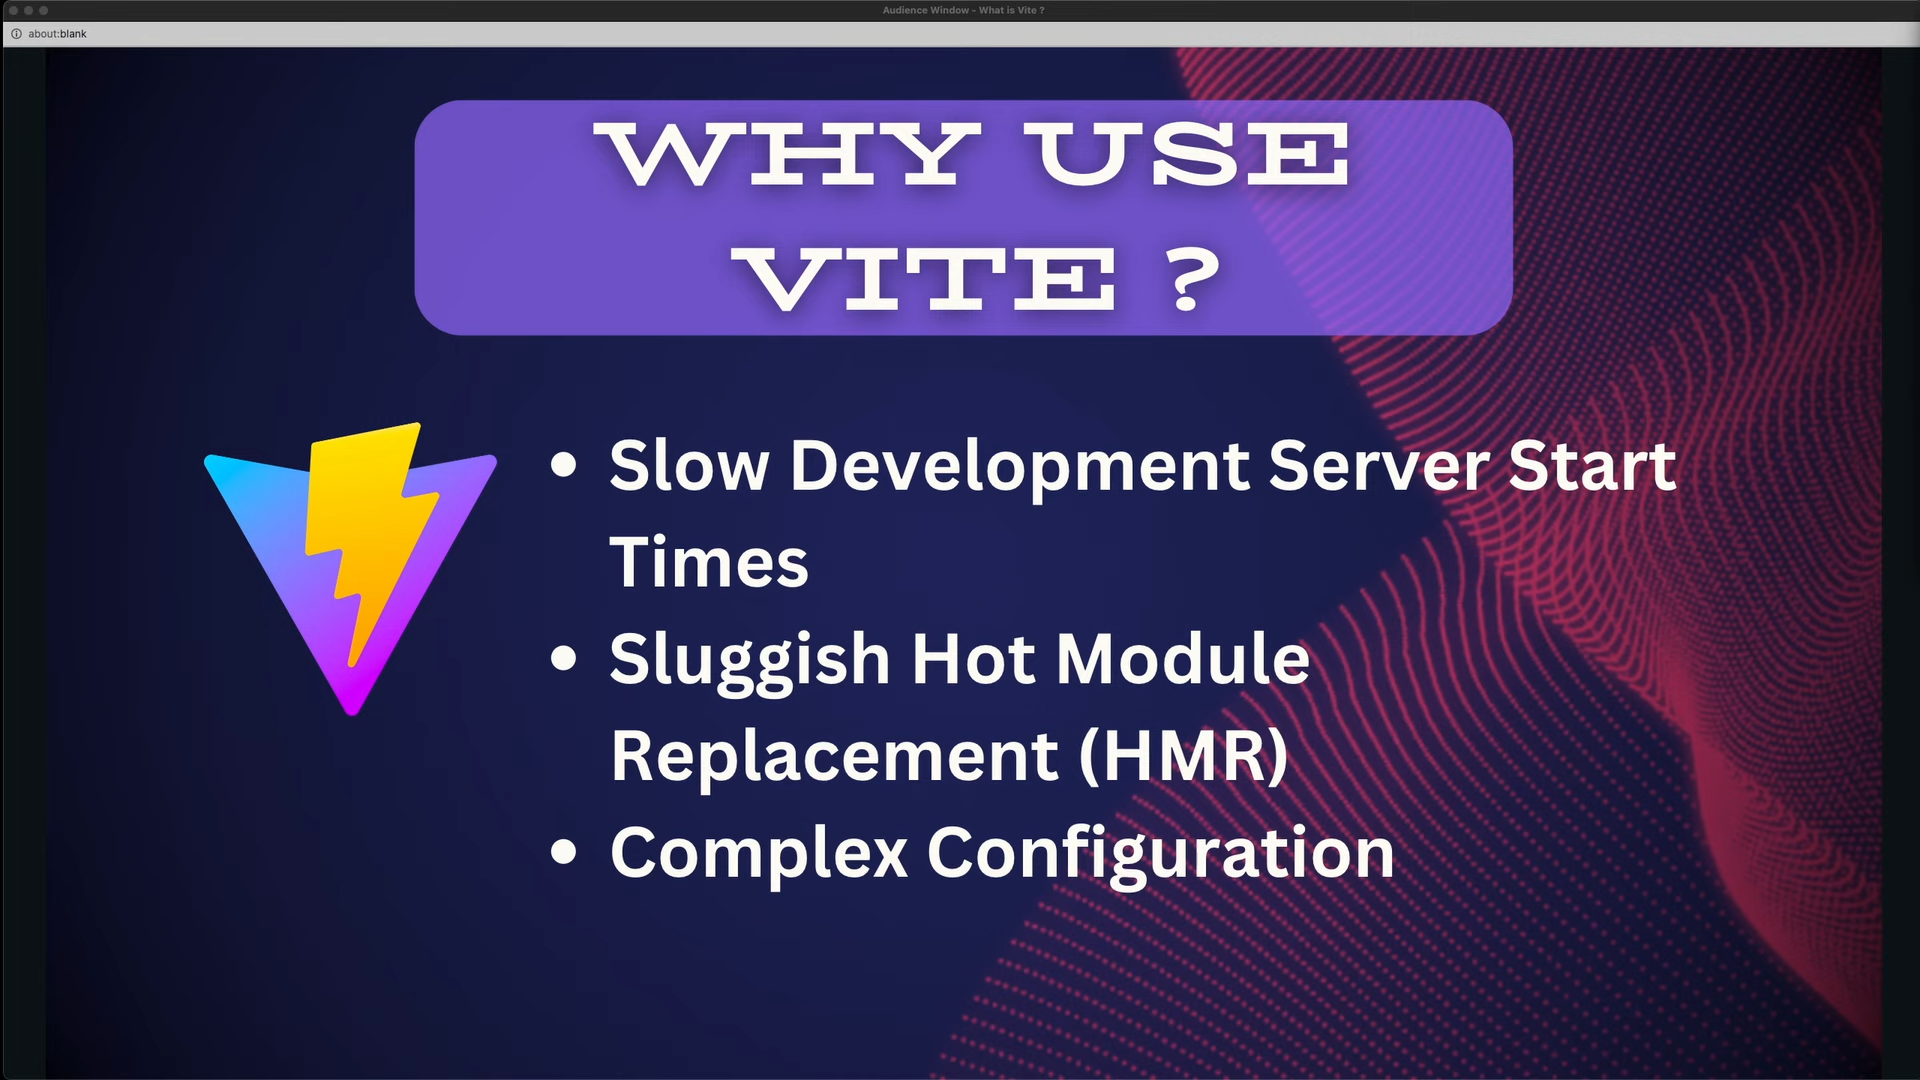 Audience Window - What is Vite ?
about:blank
WHY USE
VITE ?
• Slow Development Server Start
Times
• Sluggish Hot Module
Replacement (HMR)
• Complex Configuration